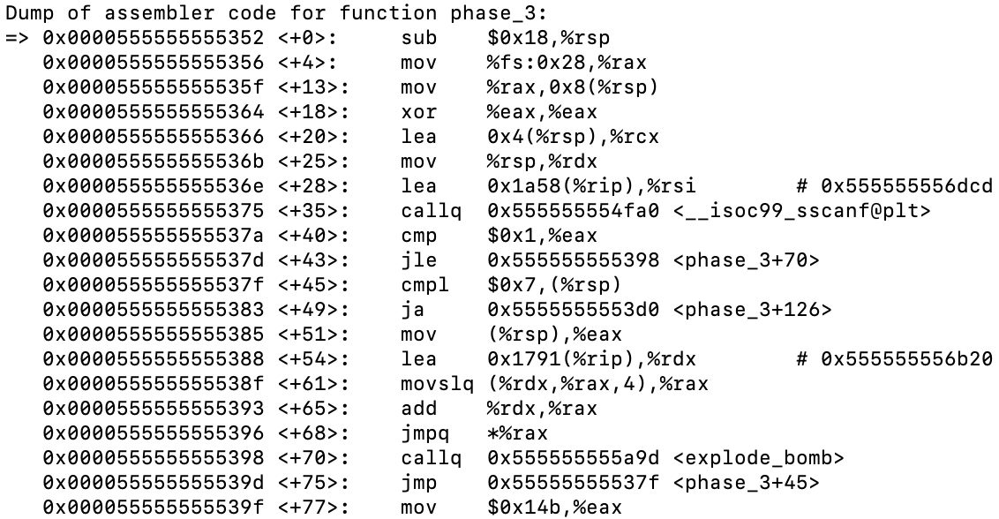 Dump of assembler code for function phase_3:
=> 0x0000555555555352 <+0>:     sub    $0x18,%rsp
   0x0000555555555356 <+4>:     mov    %fs:0x28,%rax
   0x000055555555535f <+13>:    mov    %rax,0x8(%rsp)
   0x0000555555555364 <+18>:    xor    %eax,%eax
   0x0000555555555366 <+20>:    lea    0x4(%rsp),%rcx
   0x000055555555536b <+25>:    mov    %rsp,%rdx
   0x000055555555536e <+28>:    lea    0x1a58(%rip),%rsi        # 0x555555556dcd
   0x0000555555555375 <+35>:    callq  0x555555554fa0 <__isoc99_sscanf@plt>
   0x000055555555537a <+40>:    cmp    $0x1,%eax
   0x000055555555537d <+43>:    jle    0x555555555398 <phase_3+70>
   0x000055555555537f <+45>:    cmpl   $0x7,(%rsp)
   0x0000555555555383 <+49>:    ja     0x5555555553d0 <phase_3+126>
   0x0000555555555385 <+51>:    mov    (%rsp),%eax
   0x0000555555555388 <+54>:    lea    0x1791(%rip),%rdx        # 0x555555556b20
   0x000055555555538f <+61>:    movslq (%rdx,%rax,4),%rax
   0x0000555555555393 <+65>:    add    %rdx,%rax
   0x0000555555555396 <+68>:    jmpq   *%rax
   0x0000555555555398 <+70>:    callq  0x555555555a9d <explode_bomb>
   0x000055555555539d <+75>:    jmp    0x55555555537f <phase_3+45>
   0x000055555555539f <+77>:    mov    $0x14b,%eax